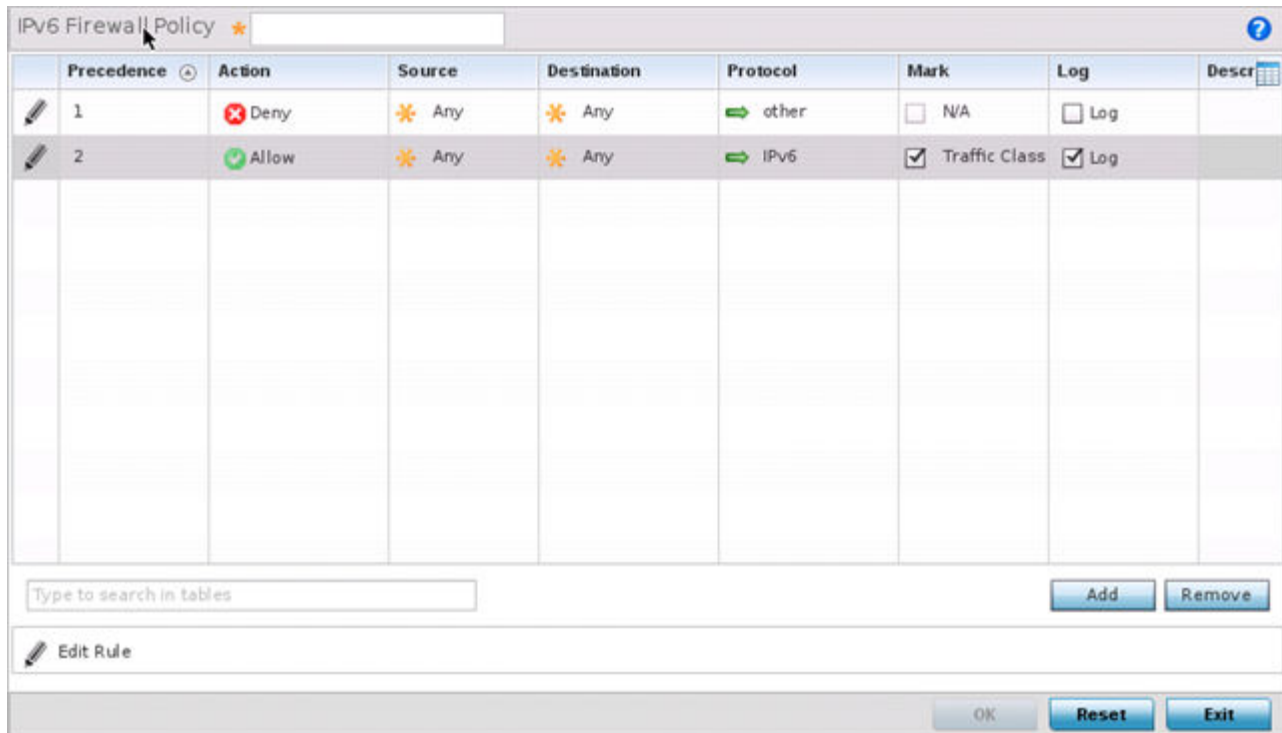 IPv6 Firewall Policy *
Precedence Action Source Destination Protocol Mark Log Descr
1 Deny Any Any other N/A Log
2 Allow Any Any IPv6 Traffic Class Log
Type to search in tables
Add Remove
Edit Rule
OK Reset Exit